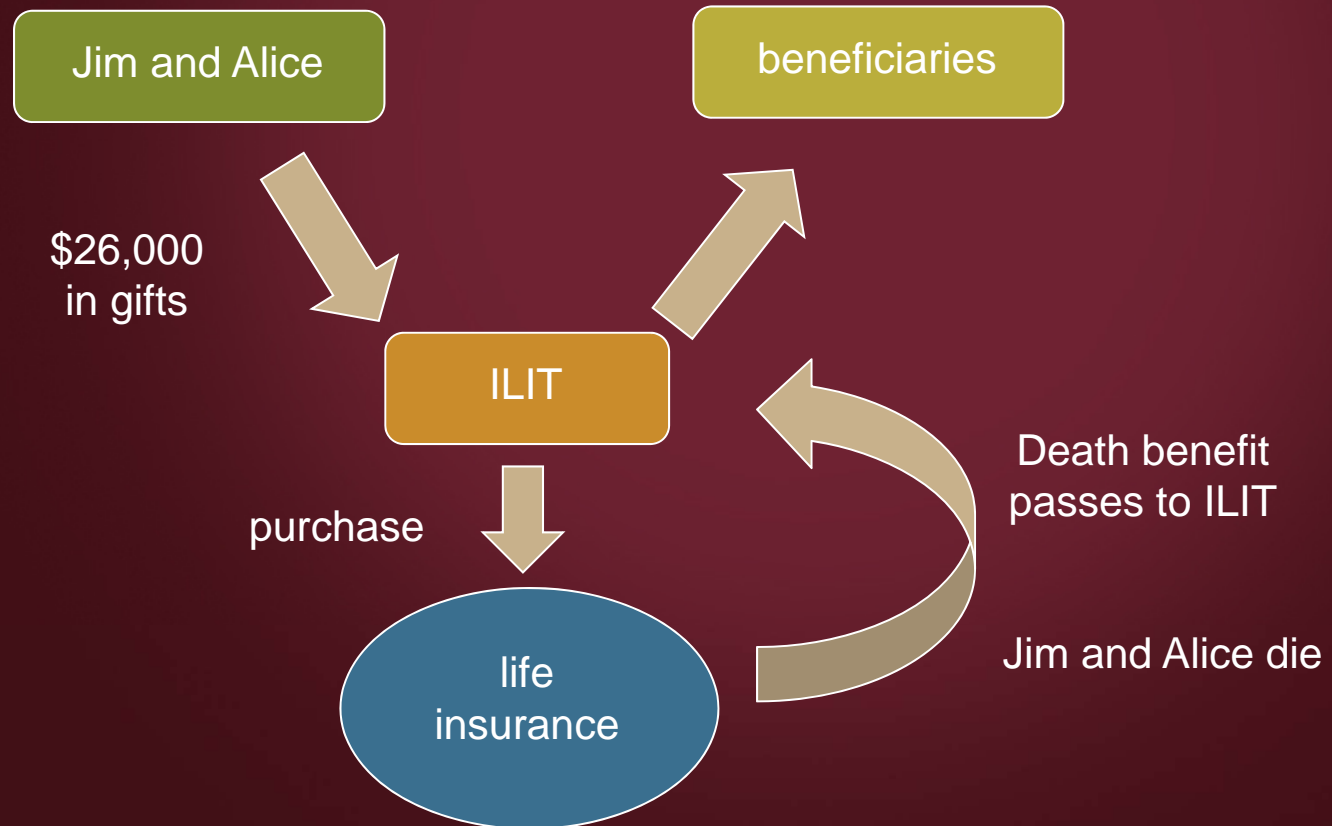 Jim and Alice
beneficiaries
$26,000
in gifts
ILIT
purchase
Death benefit
passes to ILIT
life
insurance
Jim and Alice die